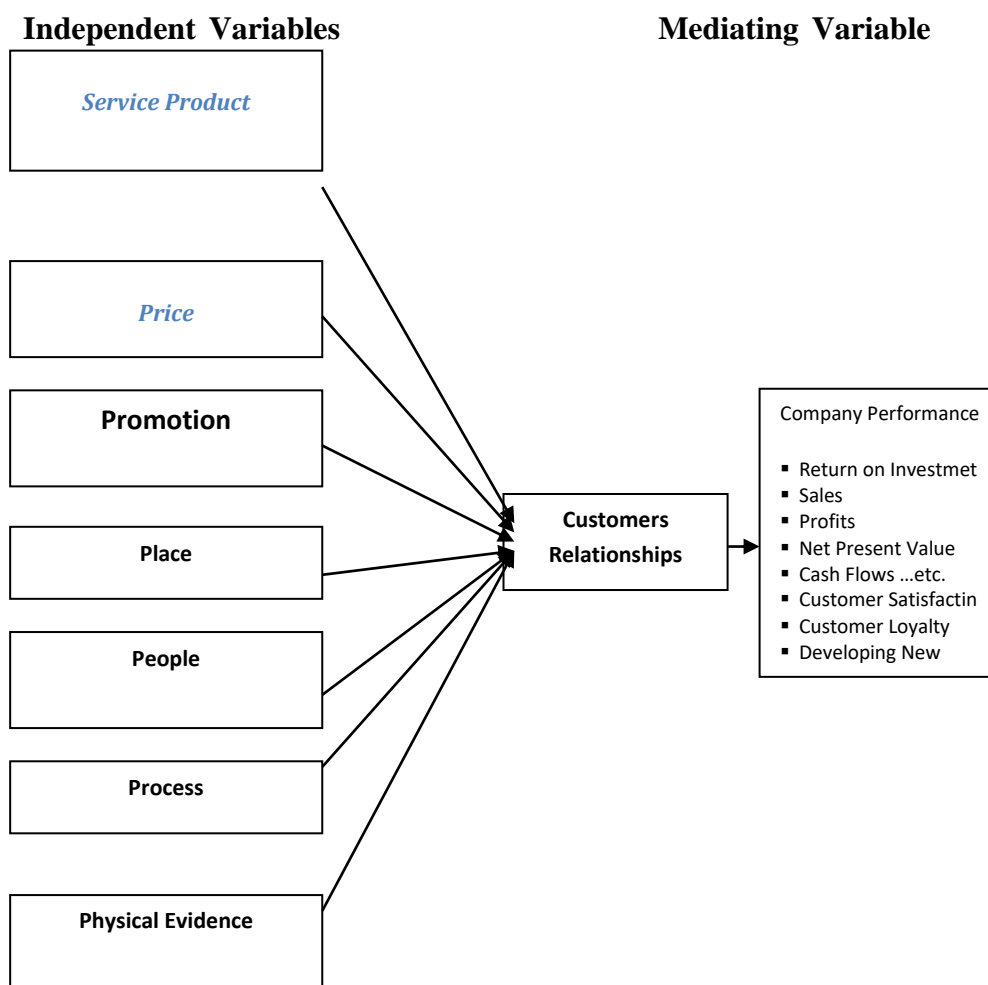 Independent Variables
Mediating Variable
Service Product
Price
Promotion
Place
People
Process
Physical Evidence
Customers
Relationships
Company Performance
▪ Return on Investmet
▪ Sales
▪ Profits
▪ Net Present Value
▪ Cash Flows ...etc.
▪ Customer Satisfactin
▪ Customer Loyalty
▪ Developing New